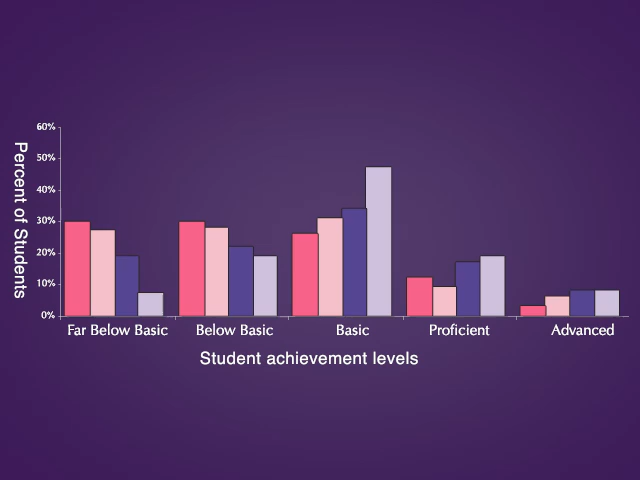 Percent of Students
60%
50%
40%
30%
20%
10%
0%
Far Below Basic
Below Basic
Basic
Proficient
Advanced
Student achievement levels